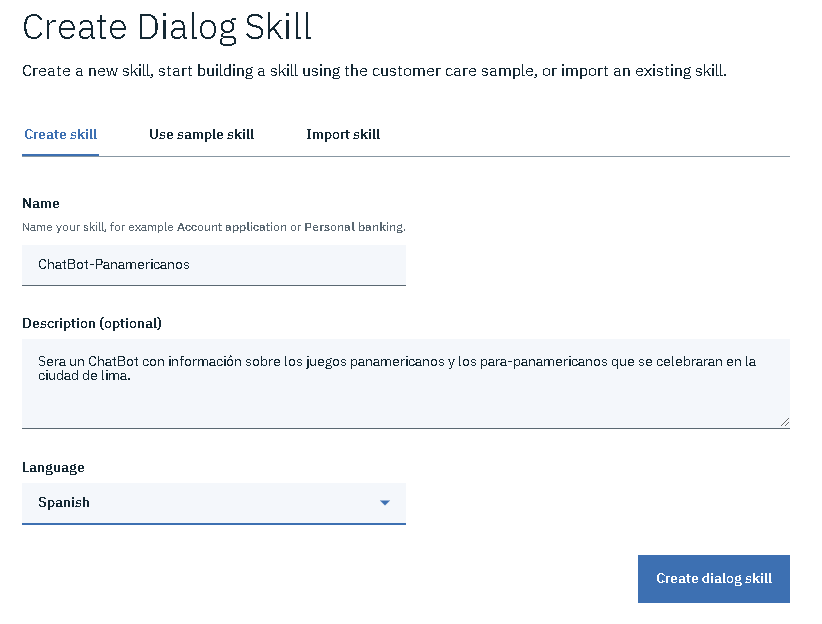 Create Dialog Skill
Create a new skill, start building a skill using the customer care sample, or import an existing skill.
Create skill
Use sample skill
Import skill
Name
Name your skill, for example Account application or Personal banking.
ChatBot-Panamericanos
Description (optional)
Sera un ChatBot con información sobre los juegos panamericanos y los para-panamericanos que se celebraran en la
ciudad de lima.
Language
Spanish
Create dialog skill